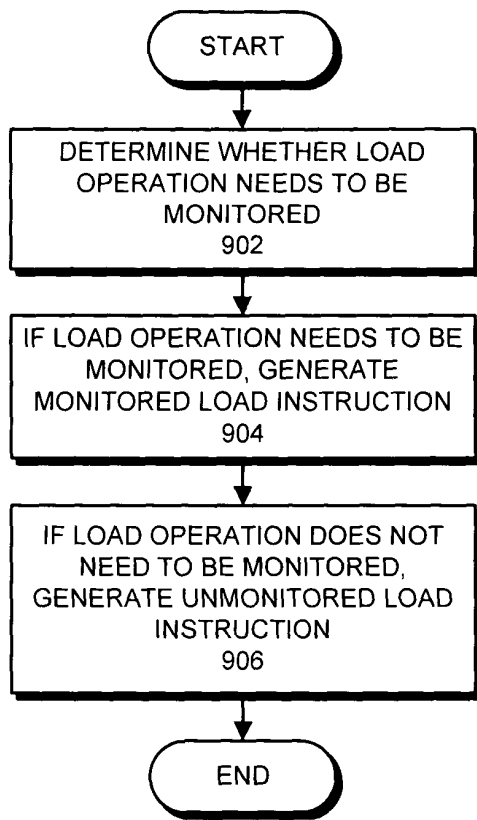 START
DETERMINE WHETHER LOAD
OPERATION NEEDS TO BE
MONITORED
902
IF LOAD OPERATION NEEDS TO BE
MONITORED, GENERATE
MONITORED LOAD INSTRUCTION
904
IF LOAD OPERATION DOES NOT
NEED TO BE MONITORED,
GENERATE UNMONITORED LOAD
INSTRUCTION
906
END